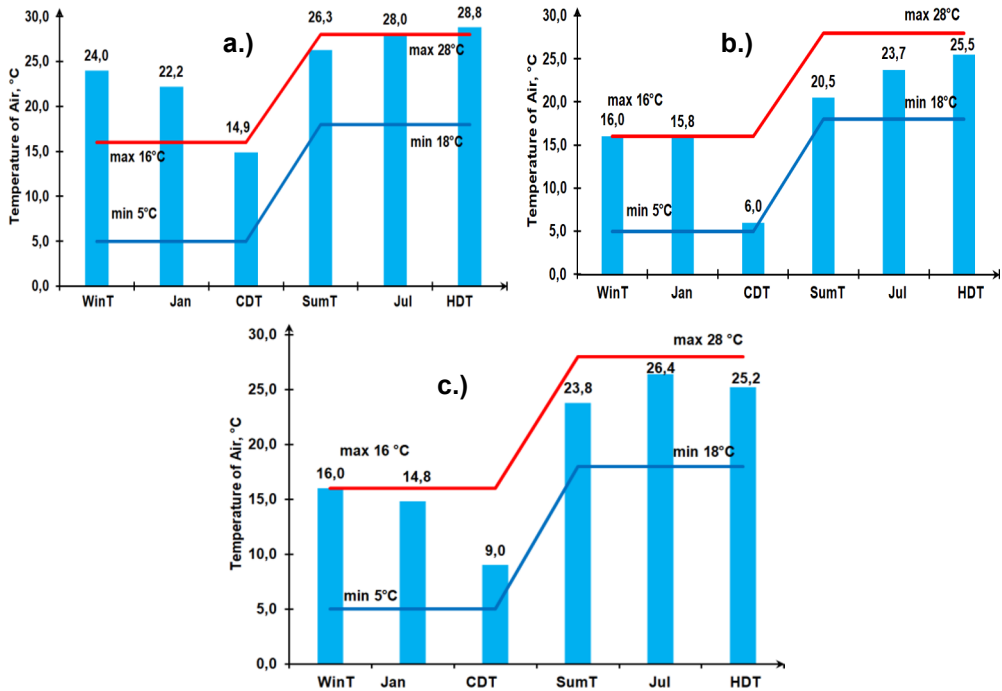 a.)
Temperature of Air, °C
30,0
25,0
20,0
15,0
10,0
5,0
0,0
24,0
22,2
14,9
26,3
28,0
28,8
max 28°C
max 16°C
min 18°C
min 5°C
WinT Jan CDT SumT Jul HDT
b.)
Temperature of Air, °C
30,0
25,0
20,0
15,0
10,0
5,0
0,0
16,0
15,8
6,0
20,5
23,7
25,5
max 28°C
max 16°C
min 18°C
min 5°C
WinT Jan CDT SumT Jul HDT
c.)
Temperature of Air, °C
30,0
25,0
20,0
15,0
10,0
5,0
0,0
16,0
14,8
9,0
23,8
26,4
25,2
max 28 °C
max 16 °C
min 18°C
min 5°C
WinT Jan CDT SumT Jul HDT